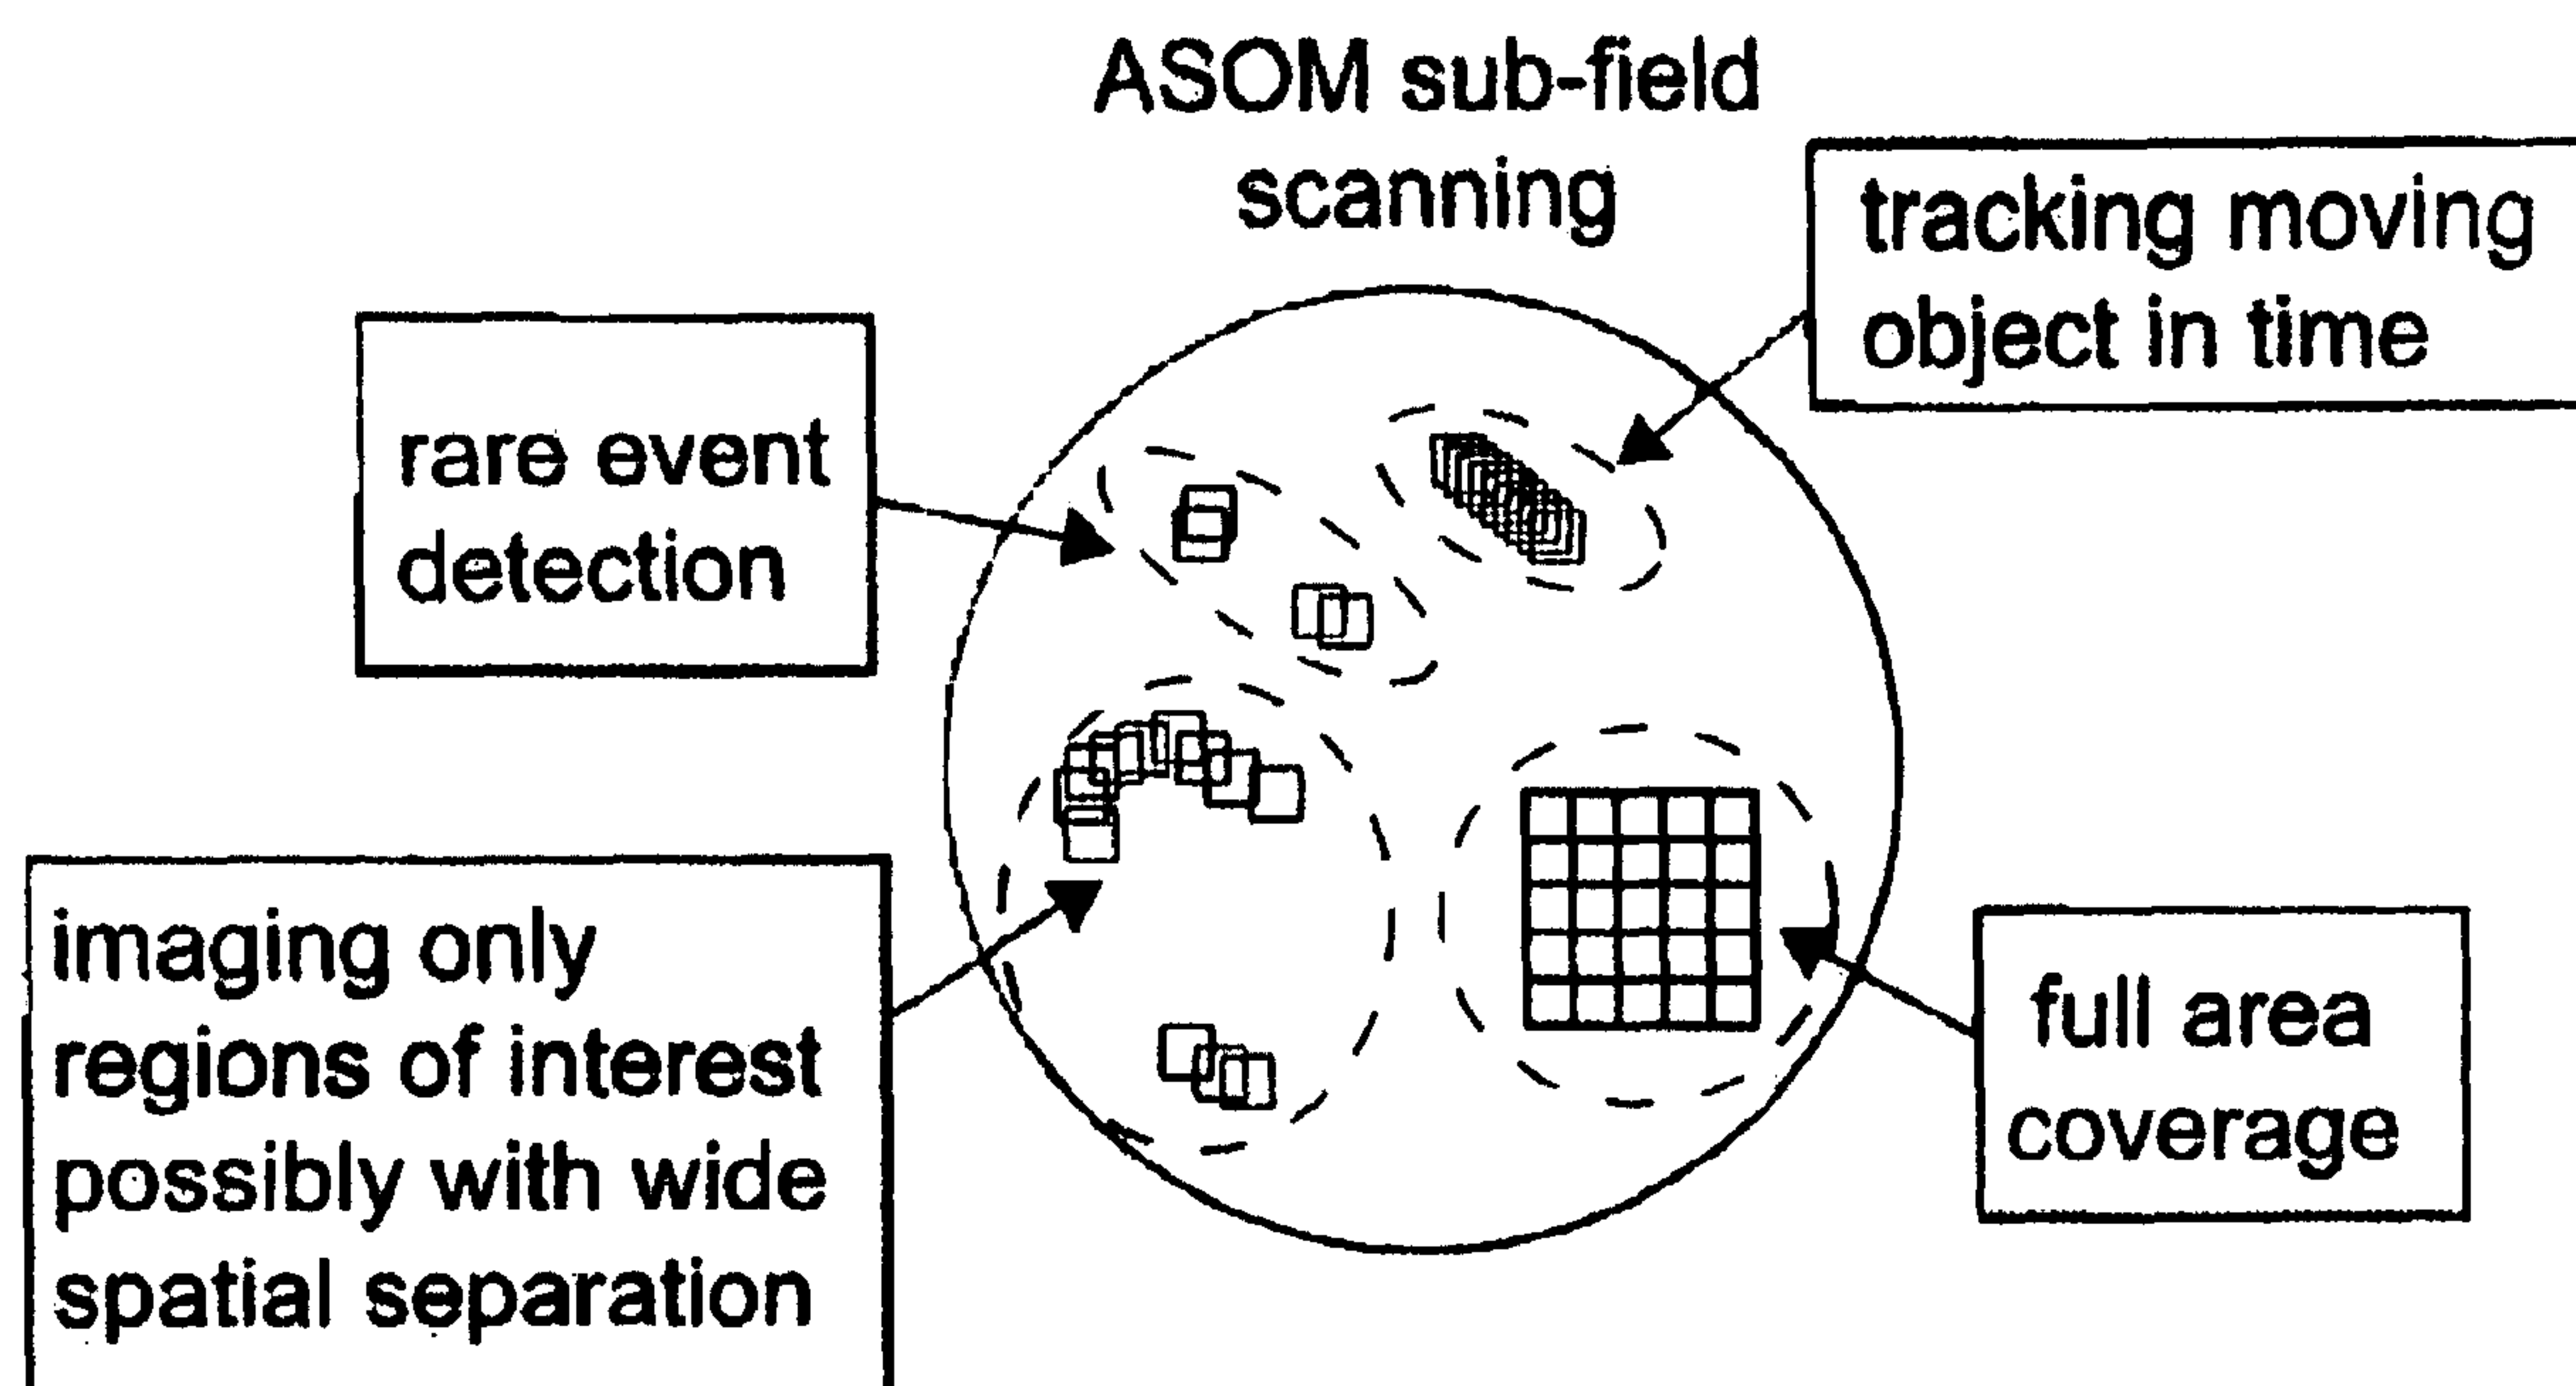 ASOM sub-field
scanning
tracking moving
object in time
rare event
detection
imaging only
regions of interest
possibly with wide
spatial separation
full area
coverage